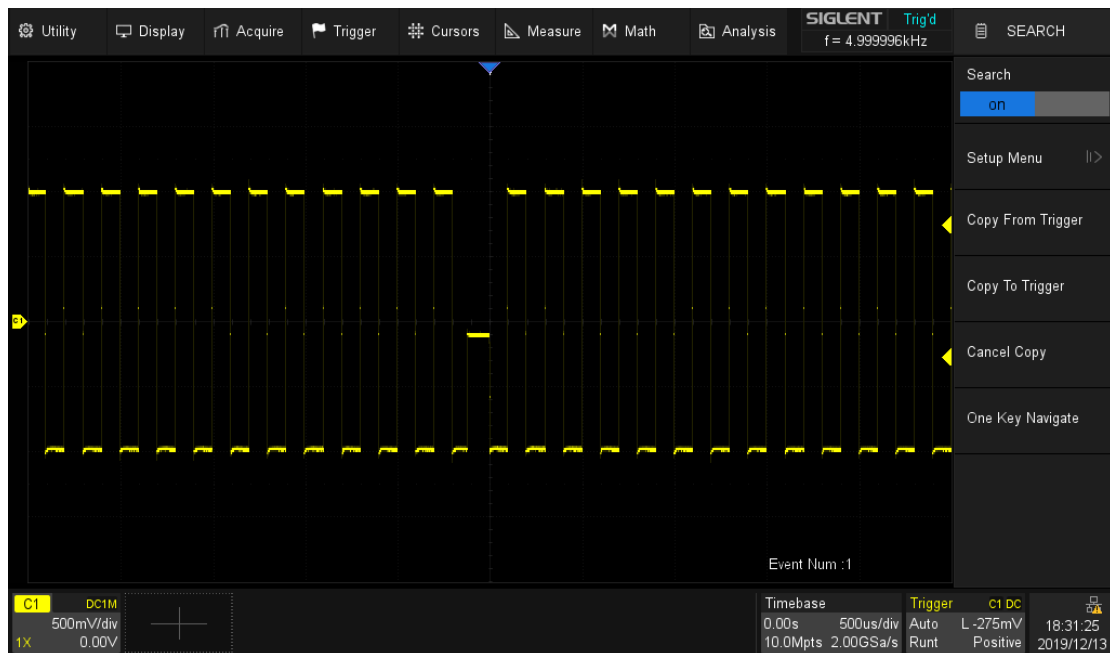 Utility Display Acquire Trigger Cursors Measure Math Analysis
SIGLENT Trig'd
f = 4.999996kHz
SEARCH
Search
on
Setup Menu
Copy From Trigger
Copy To Trigger
Cancel Copy
One Key Navigate
C1
Event Num :1
C1 DC1M
500mV/div
1X 0.00V
Timebase
0.00s 500us/div
10.0Mpts 2.00GSa/s
Trigger C1 DC
Auto L -275mV
Runt Positive
18:31:25
2019/12/13